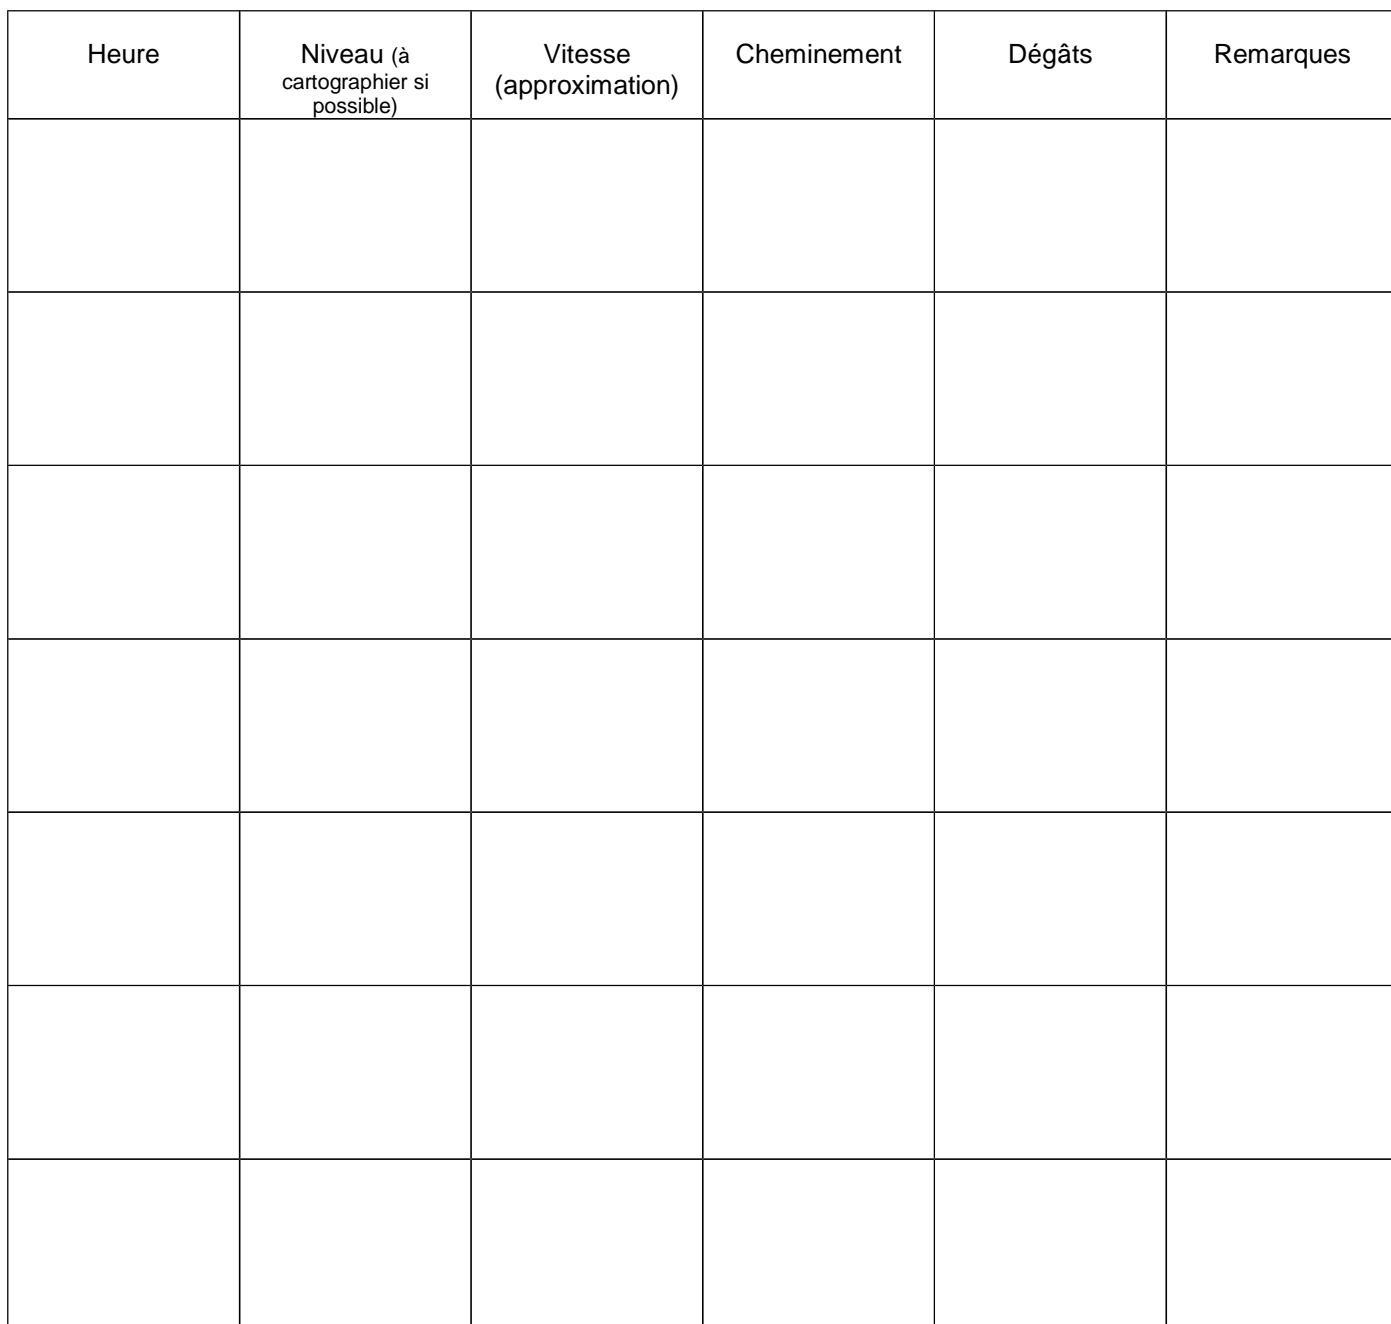 Heure
Niveau (à
cartographier si
possible)
Vitesse
(approximation)
Cheminement
Dégâts
Remarques